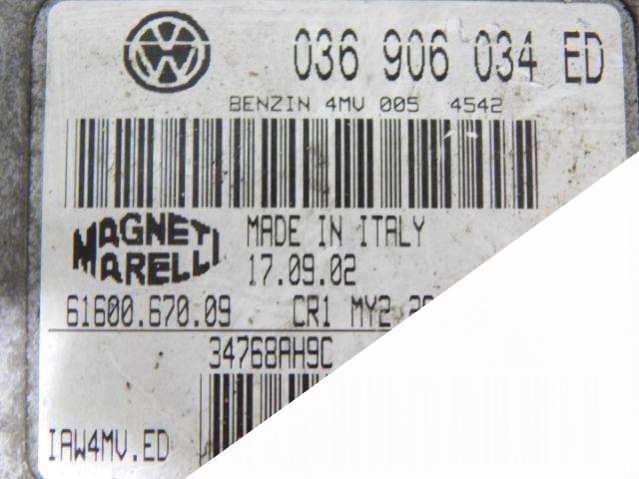 036 906 034 ED
BENZIN 4MV 005 4542
MAGNETI MARELLI
MADE IN ITALY
17.09.02
61600.670.09 CR1 MY2
34768AH9C
IAW4MV.ED